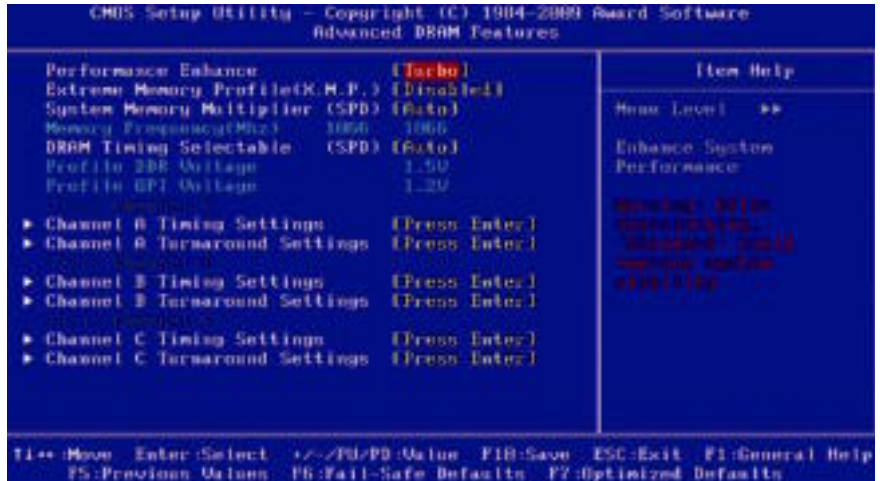 CMOS Setup Utility - Copyright (C) 1984-2009 Award Software
Advanced DRAM Features
Performance Enhance [Turbo]
Extreme Memory Profile(X.M.P.) [Disabled]
System Memory Multiplier (SPD) [Auto]
Memory Frequency(Mhz) 1066 1066
DRAM Timing Selectable (SPD) [Auto]
Profile DDR Voltage 1.5V
Profile QPI Voltage 1.2V
► Channel A Timing Settings [Press Enter]
► Channel A Turnaround Settings [Press Enter]
► Channel B Timing Settings [Press Enter]
► Channel B Turnaround Settings [Press Enter]
► Channel C Timing Settings [Press Enter]
► Channel C Turnaround Settings [Press Enter]
Item Help
Menu Level ►►
Enhance System
Performance
:Move Enter:Select +/-/PU/PD:Value F10:Save ESC:Exit F1:General Help
F5:Previous Values F6:Fail-Safe Defaults F7:Optimized Defaults